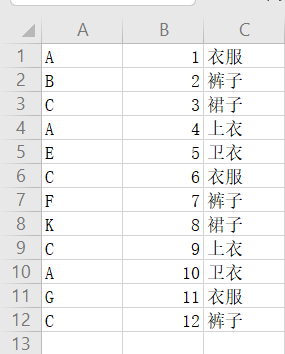 A B C
1 A 1 衣服
2 B 2 裤子
3 C 3 裙子
4 A 4 上衣
5 E 5 卫衣
6 C 6 衣服
7 F 7 裤子
8 K 8 裙子
9 C 9 上衣
10 A 10 卫衣
11 G 11 衣服
12 C 12 裤子
13